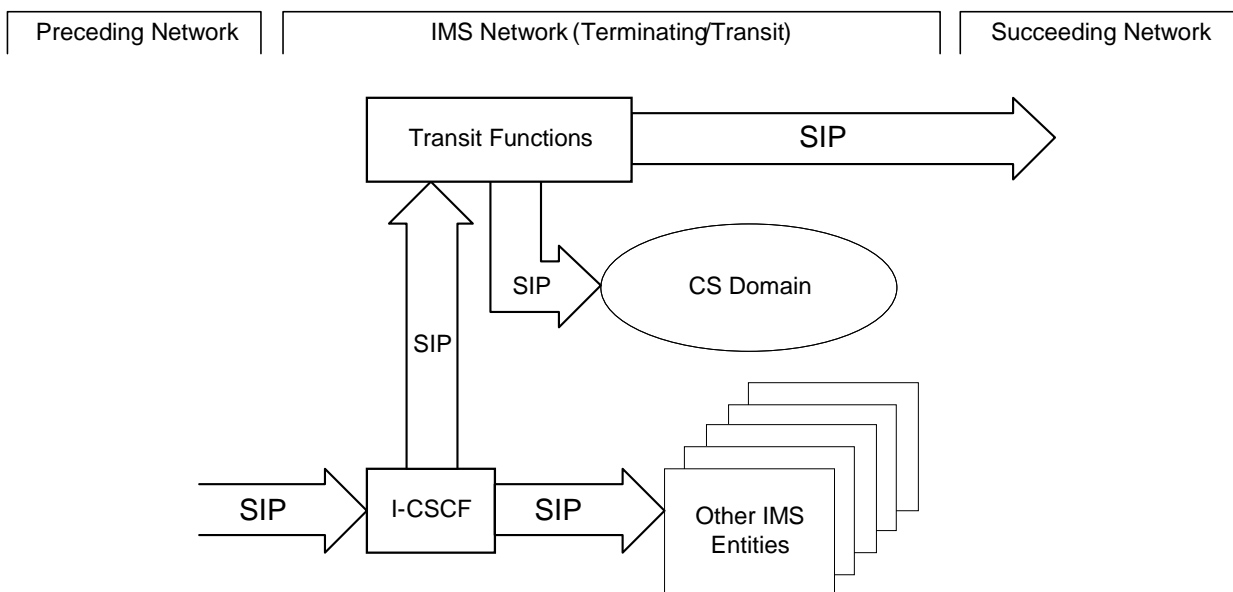 Preceding Network
IMS Network (Terminating/Transit)
Succeeding Network
Transit Functions
SIP
SIP
CS Domain
SIP
SIP
I-CSCF
SIP
Other IMS
Entities